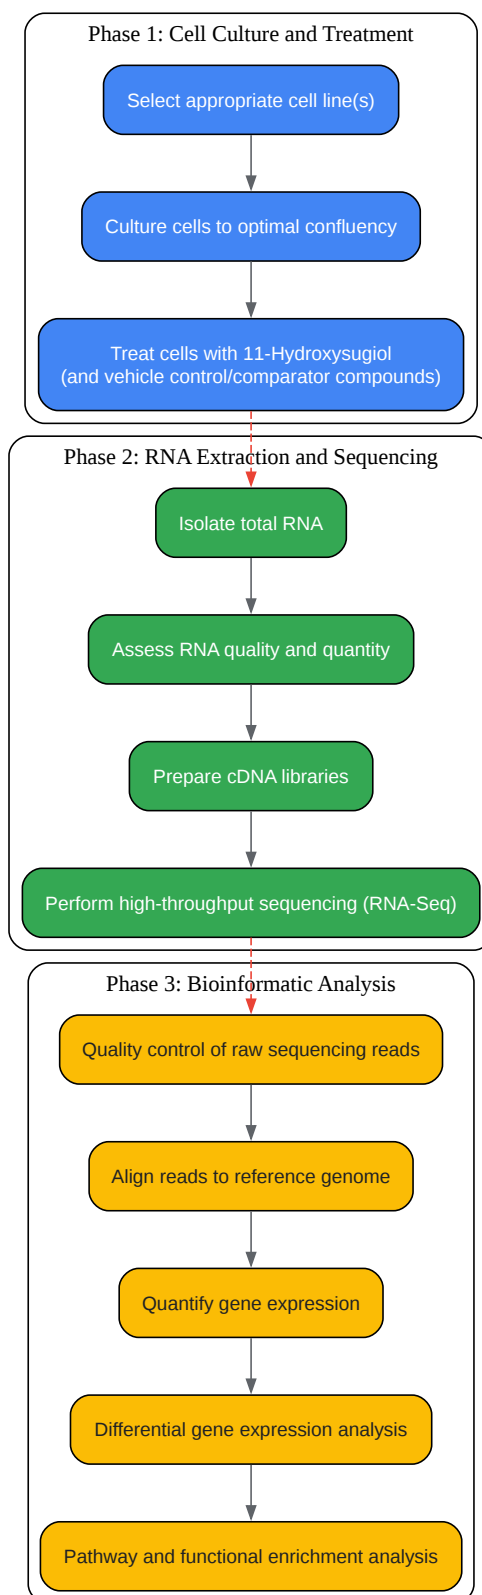 Phase 1: Cell Culture and Treatment
Select appropriate cell line(s)
Culture cells to optimal confluency
Treat cells with 11-Hydroxysugiol
(and vehicle control/comparator compounds)
Phase 2: RNA Extraction and Sequencing
Isolate total RNA
Assess RNA quality and quantity
Prepare cDNA libraries
Perform high-throughput sequencing (RNA-Seq)
Phase 3: Bioinformatic Analysis
Quality control of raw sequencing reads
Align reads to reference genome
Quantify gene expression
Differential gene expression analysis
Pathway and functional enrichment analysis